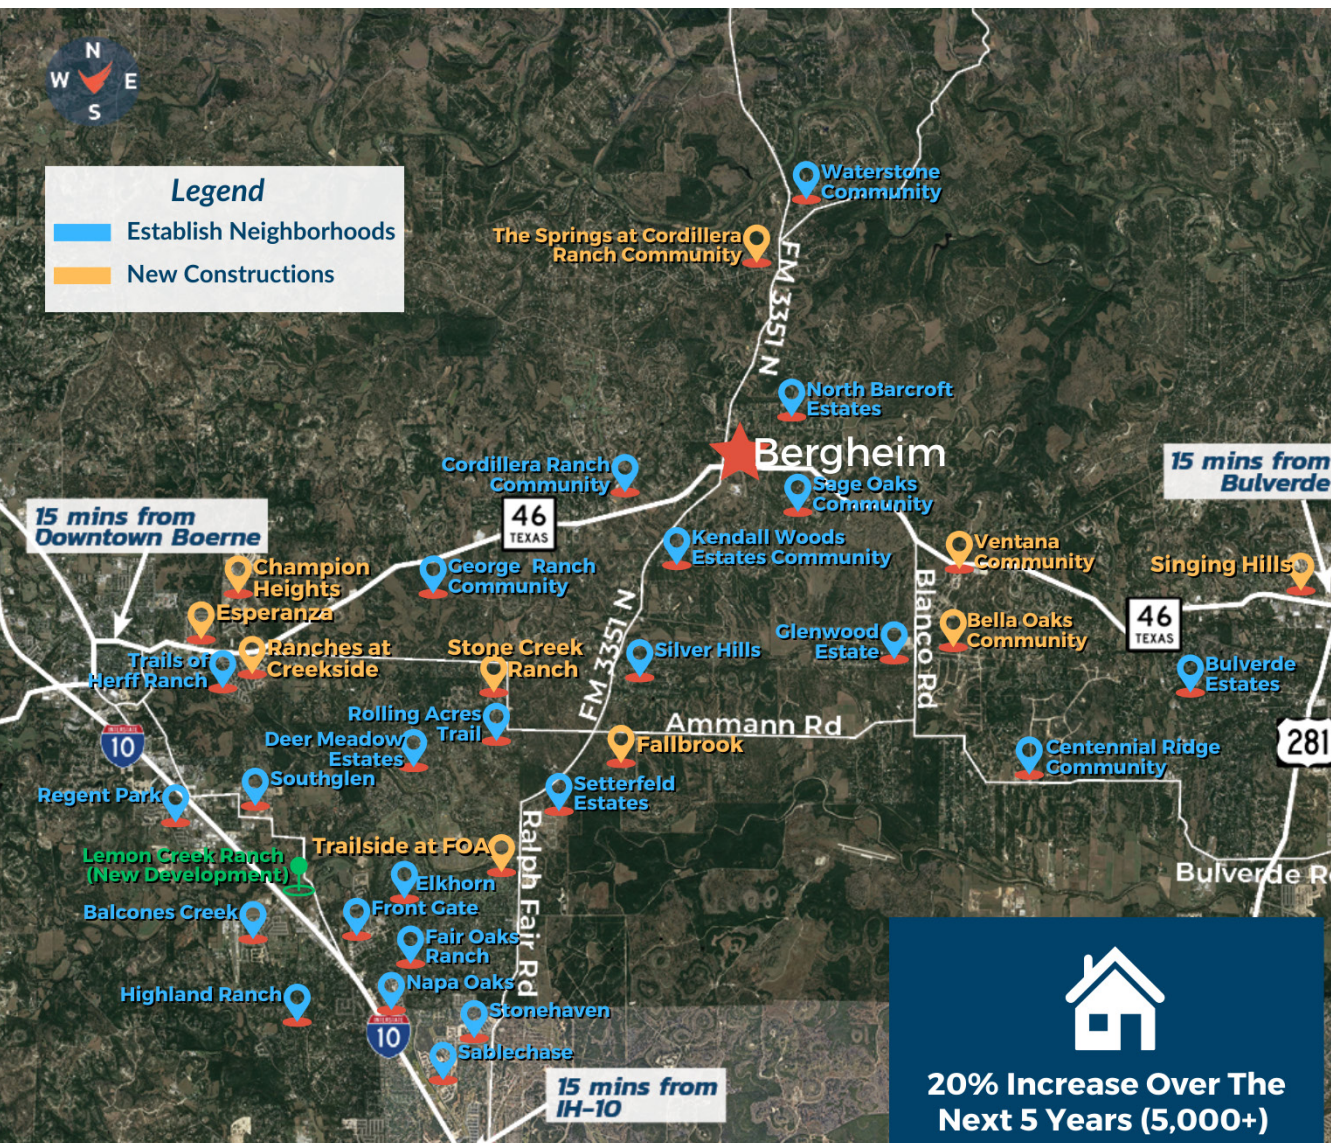 N
W E
S
Legend
Establish Neighborhoods
New Constructions
Waterstone
Community
The Springs at Cordillera
Ranch Community
FM 3351 N
North Barcroft
Estates
Bergheim
Cordillera Ranch
Community
Sage Oaks
Community
15 mins from
Bulverde
46
TEXAS
15 mins from
Downtown Boerne
Kendall Woods
Estates Community
Ventana
Community
Singing Hills
Champion
Heights
George Ranch
Community
Esperanza
FM 3351 N
Blanco Rd
46
TEXAS
Bella Oaks
Community
Glenwood
Estate
Ranches at
Creekside
Stone Creek
Ranch
Silver Hills
Trails of
Herff Ranch
Bulverde
Estates
Rolling Acres
Trail
Ammann Rd
Deer Meadow
Estates
Fallbrook
INTERSTATE
10
281
Centennial Ridge
Community
Southglen
Regent Park
Setterfeld
Estates
Ralph Fair Rd
Trailside at FOA
Lemon Creek Ranch
(New Development)
Elkhorn
Bulverde R
Balcones Creek
Front Gate
Fair Oaks
Ranch
Napa Oaks
Highland Ranch
Stonehaven
INTERSTATE
10
Sablechase
15 mins from
IH-10
20% Increase Over The
Next 5 Years (5,000+)